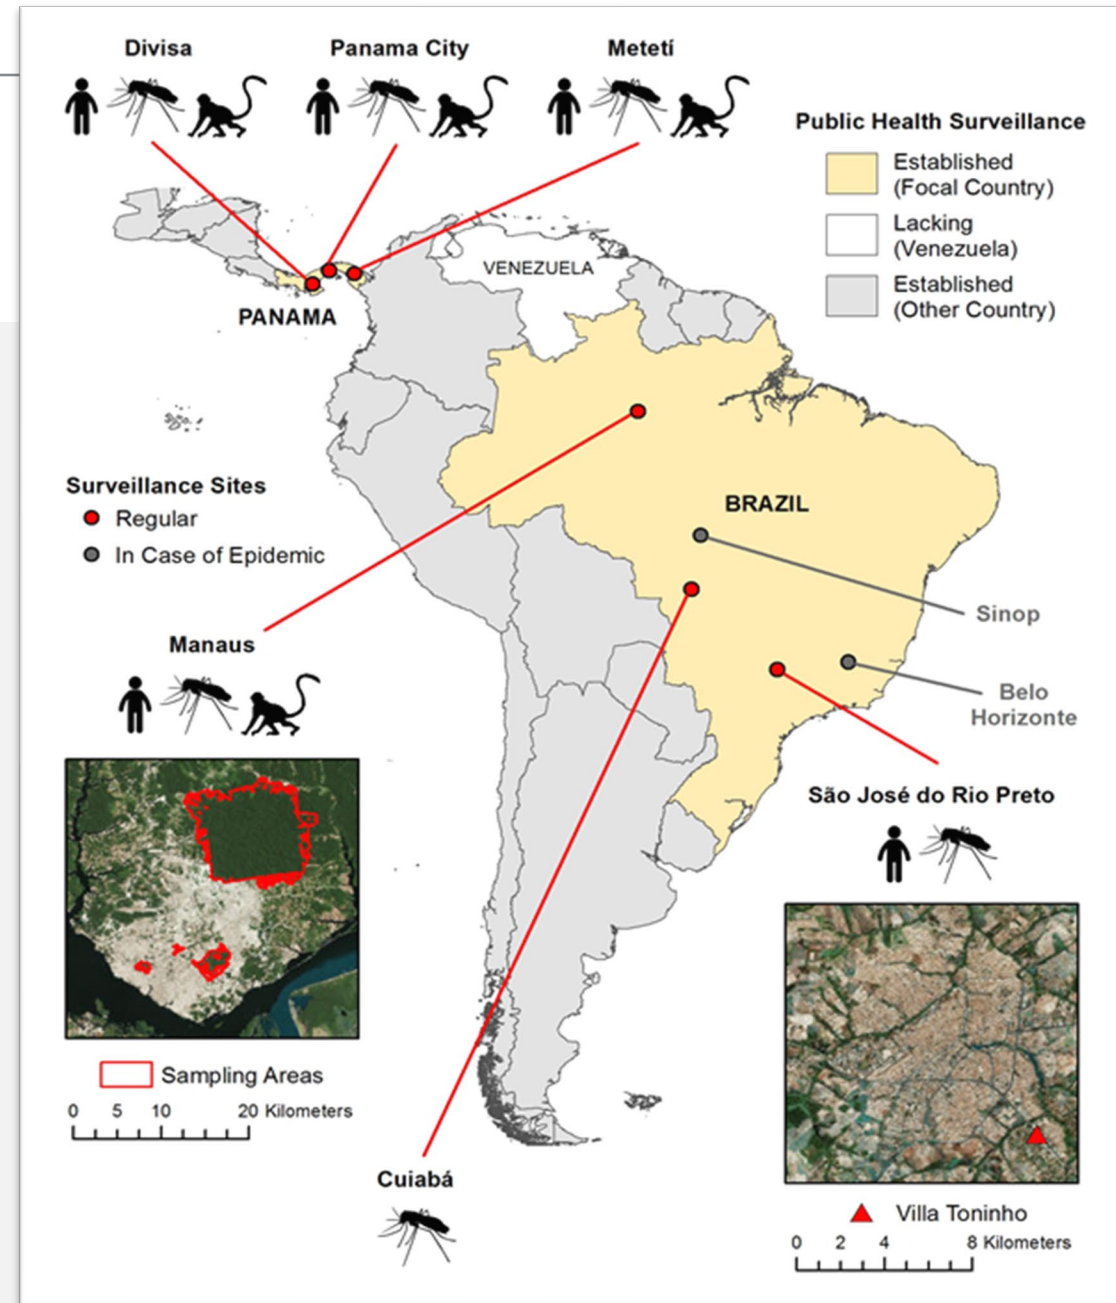 Divisa
Panama City
Metetí
Public Health Surveillance
Established
(Focal Country)
Lacking
(Venezuela)
Established
(Other Country)
VENEZUELA
PANAMA
Surveillance Sites
Regular
In Case of Epidemic
BRAZIL
Sinop
Manaus
Belo
Horizonte
São José do Rio Preto
Sampling Areas
0 5 10 20 Kilometers
Cuiabá
Villa Toninho
0 2 4 8 Kilometers